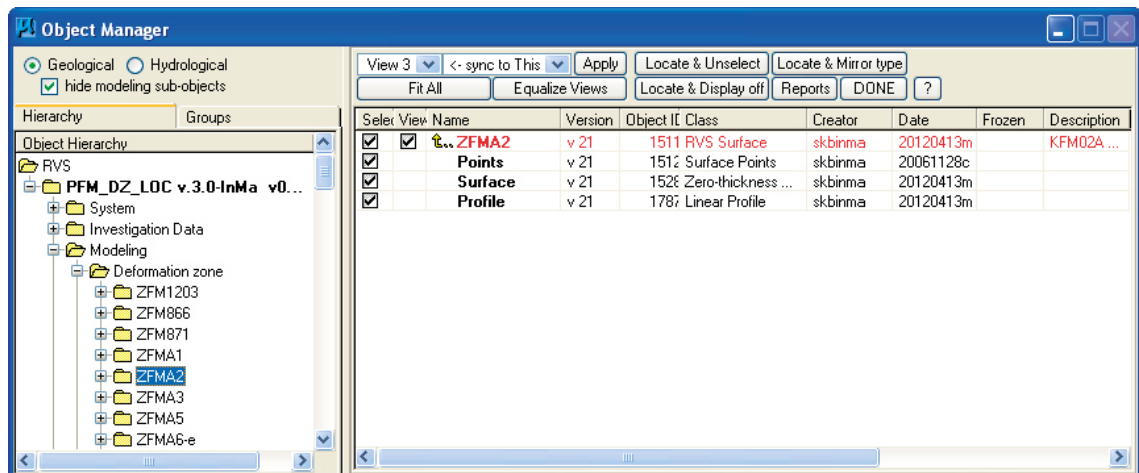 Object Manager
Geological Hydrological
hide modeling sub-objects
Hierarchy Groups
Object Hierarchy
RVS
PFM_DZ_LOC v.3.0-InMa v0...
System
Investigation Data
Modeling
Deformation zone
ZFM1203
ZFM866
ZFM871
ZFMA1
ZFMA2
ZFMA3
ZFMA5
ZFMA6-e
View 3 <- sync to This Apply Locate & Unselect Locate & Mirror type
Fit All Equalize Views Locate & Display off Reports DONE ?
Selec View Name Version Object ID Class Creator Date Frozen Description
ZFMA2 v 21 1511 RVS Surface skbinma 20120413m KFM02A ...
Points v 21 1512 Surface Points skbinma 20061128c
Surface v 21 1526 Zero-thickness ... skbinma 20120413m
Profile v 21 1787 Linear Profile skbinma 20120413m